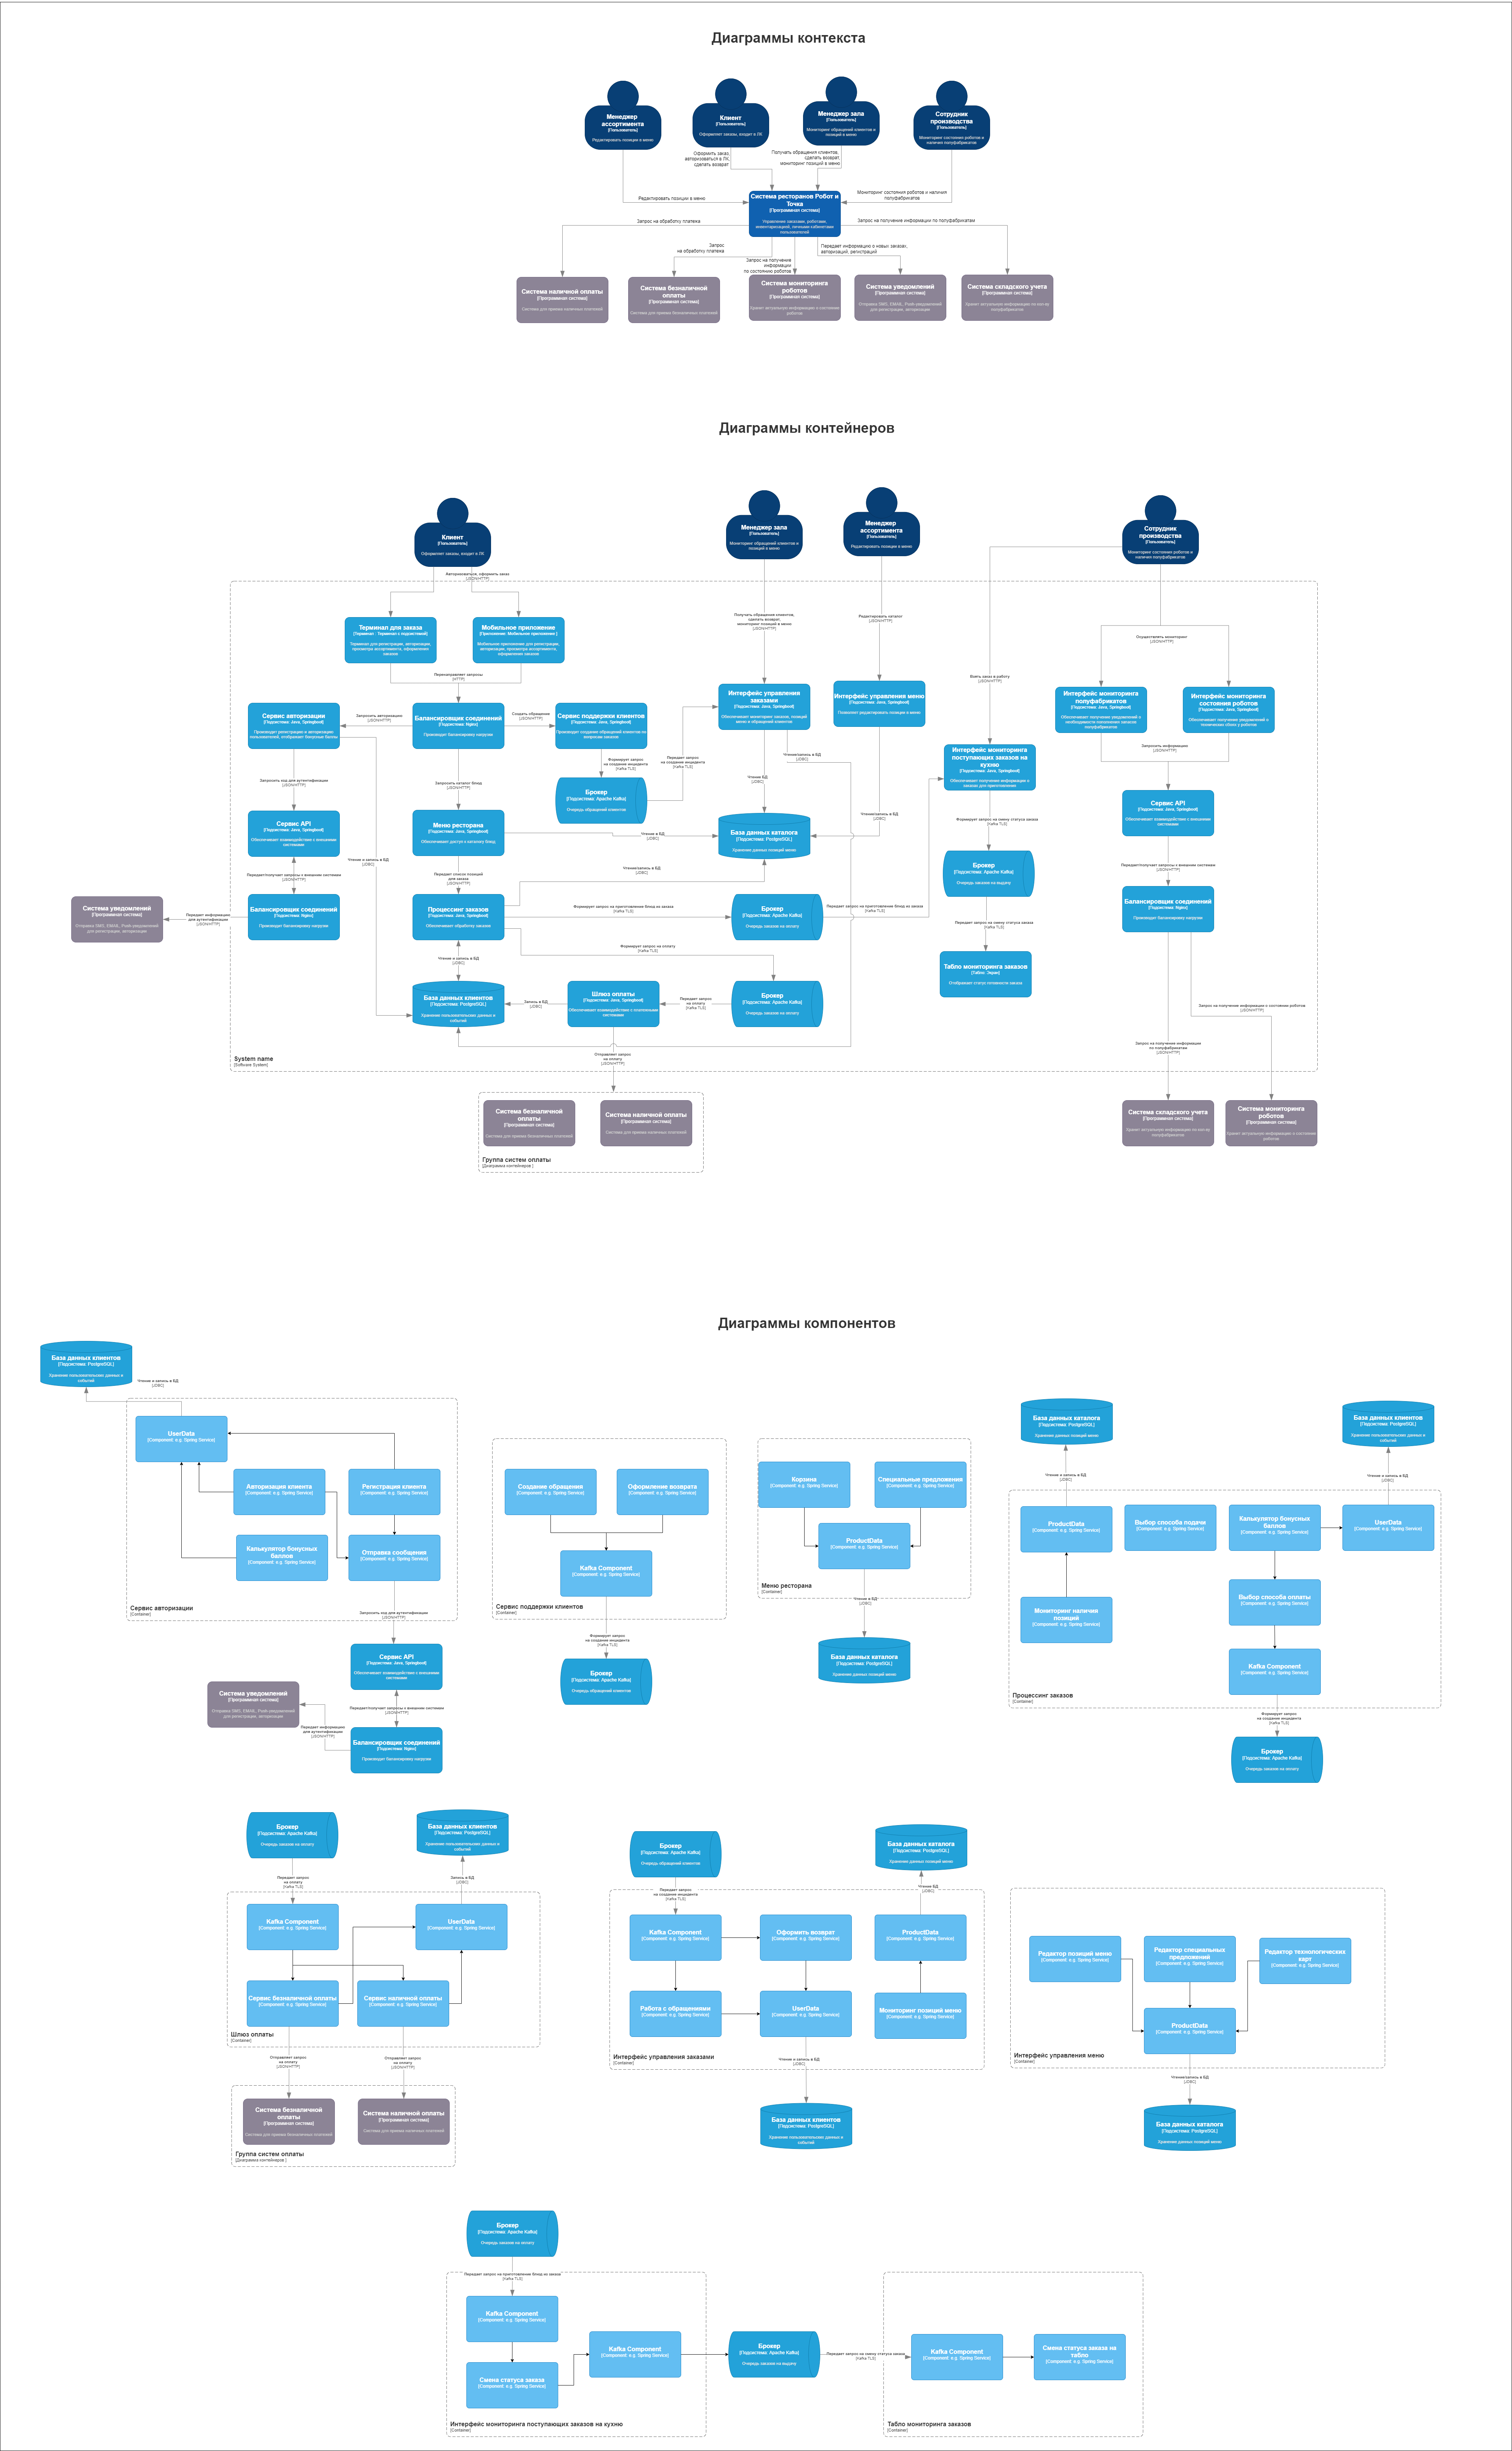 Диаграммы контекста
Менеджер
ассортимента
[Пользователь]
Редактировать позиции в меню
Клиент
[Пользователь]
Оформляет заказы, входит в ЛК
Менеджер зала
[Пользователь]
Мониторинг обращений клиентов и
позиций в меню
Сотрудник
производства
[Пользователь]
Мониторинг состояния роботов и
наличия полуфабрикатов
Оформить заказ,
авторизоваться в ЛК,
сделать возврат.
Получать обращения клиентов,
сделать возврат,
мониторинг позиций в меню
Редактировать позиции в меню
Мониторинг состояния роботов и наличия
полуфабрикатов
Система ресторанов Робот и
Точка
[Программная система]
Управление заказами, роботами,
инвентаризацией, личными кабинетами
пользователей
Запрос на обработку платежа
Запрос
на обработку платежа
Запрос на получение
информации
по состоянию роботов
Передает информацию о новых заказах,
авторизаций, регистраций
Запрос на получение информации по полуфабрикатам
Система наличной оплаты
[Программная система]
Система для приема наличных платежей
Система безналичной
оплаты
[Программная система]
Система для приема безналичных платежей
Система мониторинга
роботов
[Программная система]
Хранит актуальную информацию о состоянии
роботов
Система уведомлений
[Программная система]
Отправка SMS, EMAIL, Push-уведомлений
для регистрации, авторизации
Система складского учета
[Программная система]
Хранит актуальную информацию по кол-ву
полуфабрикатов
Диаграммы контейнеров
Клиент
[Пользователь]
Оформляет заказы, входит в ЛК
Менеджер зала
[Пользователь]
Мониторинг обращений клиентов и
позиций в меню
Менеджер
ассортимента
[Пользователь]
Редактировать позиции в меню
Сотрудник
производства
[Пользователь]
Мониторинг состояния роботов и
наличия полуфабрикатов
Авторизоваться, оформить заказ
[JSON/HTTP]
Терминал для заказа
[Терминал : Терминал с подсистемой]
Терминал для регистрации, авторизации,
просмотра ассортимента, оформления
заказов
Мобильное приложение
[Приложение: Мобильное приложение ]
Мобильное приложение для регистрации,
авторизации, просмотра ассортимента,
оформления заказов
Получать обращения клиентов,
сделать возврат,
мониторинг позиций в меню
[JSON/HTTP]
Редактировать каталог
[JSON/HTTP]
Осуществлять мониторинг
[JSON/HTTP]
Перенаправляет запросы
[HTTP]
Взять заказ в работу
[JSON/HTTP]
Сервис авторизации
[Подсистема: Java, Springboot]
Производит регистрацию и авторизацию
пользователей, отображает бонусные баллы
Запросить авторизацию
[JSON/HTTP]
Балансировщик соединений
[Подсистема: Nginx]
Производит балансировку нагрузки
Создать обращение
[JSON/HTTP]
Сервис поддержки клиентов
[Подсистема: Java, Springboot]
Производит создание обращений клиентов по
вопросам заказов
Интерфейс управления
заказами
[Подсистема: Java, Springboot]
Обеспечивает мониторинг заказов, позиций
меню и обращений клиентов
Интерфейс управления меню
[Подсистема: Java, Springboot]
Позволяет редактировать позиции в меню
Интерфейс мониторинга
полуфабрикатов
[Подсистема: Java, Springboot]
Обеспечивает получение уведомлений о
необходимости пополнения запасов
полуфабрикатов
Интерфейс мониторинга
состояния роботов
[Подсистема: Java, Springboot]
Обеспечивает получение уведомлений о
технических сбоях у роботов
Интерфейс мониторинга
поступающих заказов на
кухню
[Подсистема: Java, Springboot]
Обеспечивает получение информации о
заказах для приготовления
Запросить информацию
[JSON/HTTP]
Формирует запрос
на создание инцидента
[Kafka TLS]
Передает запрос
на создание инцидента
[Kafka TLS]
Чтение/запись в БД
[JDBC]
Запросить код для аутентификации
[JSON/HTTP]
Запросить каталог блюд
[JSON/HTTP]
Чтение БД
[JDBC]
Брокер
[Подсистема: Apache Kafka]
Очередь обращений клиентов
Сервис API
[Подсистема: Java, Springboot]
Обеспечивает взаимодействие с внешними
системами
Сервис API
[Подсистема: Java, Springboot]
Обеспечивает взаимодействие с внешними
системами
Меню ресторана
[Подсистема: Java, Springboot]
Обеспечивает доступ к каталогу блюд
Чтение в БД
[JDBC]
База данных каталога
[Подсистема: PostgreSQL]
Хранение данных позиций меню
Чтение/запись в БД
[JDBC]
Формирует запрос на смену статуса заказа
[Kafka TLS]
Чтение и запись в БД
[JDBC]
Передает/получает запросы к внешним системам
[JSON/HTTP]
Передает список позиций
для заказа
[JSON/HTTP]
Чтение/запись в БД
[JDBC]
Брокер
[Подсистема: Apache Kafka]
Очередь заказов на выдачу
Передает/получает запросы к внешним системам
[JSON/HTTP]
Система уведомлений
[Программная система]
Отправка SMS, EMAIL, Push-уведомлений
для регистрации, авторизации
Передает информацию
для аутентификации
[JSON/HTTP]
Балансировщик соединений
[Подсистема: Nginx]
Производит балансировку нагрузки
Процессинг заказов
[Подсистема: Java, Springboot]
Обеспечивает обработку заказов
Формирует запрос на приготовление блюд из заказа
[Kafka TLS]
Брокер
[Подсистема: Apache Kafka]
Очередь заказов на оплату
Передает запрос на приготовление блюд из заказа
[Kafka TLS]
Балансировщик соединений
[Подсистема: Nginx]
Производит балансировку нагрузки
Передает запрос на смену статуса заказа
[Kafka TLS]
Формирует запрос на оплату
[Kafka TLS]
Чтение и запись в БД
[JDBC]
Табло мониторинга заказов
[Табло: Экран]
Отображает статус готовности заказа
База данных клиентов
[Подсистема: PostgreSQL]
Хранение пользовательских данных и
событий
Запись в БД
[JDBC]
Шлюз оплаты
[Подсистема: Java, Springboot]
Обеспечивает взаимодействие с платежными
системами
Передает запрос
на оплату
[Kafka TLS]
Брокер
[Подсистема: Apache Kafka]
Очередь заказов на оплату
Запрос на получение информации о состоянии роботов
[JSON/HTTP]
Запрос на получение информации
по полуфабрикатам
[JSON/HTTP]
System name
[Software System]
Отправляет запрос
на оплату
[JSON/HTTP]
Система безналичной
оплаты
[Программная система]
Система для приема безналичных платежей
Система наличной оплаты
[Программная система]
Система для приема наличных платежей
Группа систем оплаты
[Диаграмма контейнеров ]
Система складского учета
[Программная система]
Хранит актуальную информацию по кол-ву
полуфабрикатов
Система мониторинга
роботов
[Программная система]
Хранит актуальную информацию о состоянии
роботов
Диаграммы компонентов
База данных клиентов
[Подсистема: PostgreSQL]
Хранение пользовательских данных и
событий
Чтение и запись в БД
[JDBC]
UserData
[Component: e.g. Spring Service]
Авторизация клиента
[Component: e.g. Spring Service]
Регистрация клиента
[Component: e.g. Spring Service]
Калькулятор бонусных
баллов
[Component: e.g. Spring Service]
Отправка сообщения
[Component: e.g. Spring Service]
Сервис авторизации
[Container]
Запросить код для аутентификации
[JSON/HTTP]
Сервис API
[Подсистема: Java, Springboot]
Обеспечивает взаимодействие с внешними
системами
Передает/получает запросы к внешним системам
[JSON/HTTP]
Система уведомлений
[Программная система]
Отправка SMS, EMAIL, Push-уведомлений
для регистрации, авторизации
Передает информацию
для аутентификации
[JSON/HTTP]
Балансировщик соединений
[Подсистема: Nginx]
Производит балансировку нагрузки
Создание обращения
[Component: e.g. Spring Service]
Оформление возврата
[Component: e.g. Spring Service]
Kafka Component
[Component: e.g. Spring Service]
Сервис поддержки клиентов
[Container]
Формирует запрос
на создание инцидента
[Kafka TLS]
Брокер
[Подсистема: Apache Kafka]
Очередь обращений клиентов
Корзина
[Component: e.g. Spring Service]
Специальные предложения
[Component: e.g. Spring Service]
ProductData
[Component: e.g. Spring Service]
Меню ресторана
[Container]
Чтение в БД
[JDBC]
База данных каталога
[Подсистема: PostgreSQL]
Хранение данных позиций меню
База данных каталога
[Подсистема: PostgreSQL]
Хранение данных позиций меню
База данных клиентов
[Подсистема: PostgreSQL]
Хранение пользовательских данных и
событий
Чтение и запись в БД
[JDBC]
Чтение и запись в БД
[JDBC]
ProductData
[Component: e.g. Spring Service]
Выбор способа подачи
[Component: e.g. Spring Service]
Калькулятор бонусных
баллов
[Component: e.g. Spring Service]
UserData
[Component: e.g. Spring Service]
Мониторинг наличия
позиций
[Component: e.g. Spring Service]
Выбор способа оплаты
[Component: e.g. Spring Service]
Kafka Component
[Component: e.g. Spring Service]
Процессинг заказов
[Container]
Формирует запрос
на создание инцидента
[Kafka TLS]
Брокер
[Подсистема: Apache Kafka]
Очередь заказов на оплату
Брокер
[Подсистема: Apache Kafka]
Очередь заказов на оплату
База данных клиентов
[Подсистема: PostgreSQL]
Хранение пользовательских данных и
событий
Передает запрос
на оплату
[Kafka TLS]
Запись в БД
[JDBC]
Kafka Component
[Component: e.g. Spring Service]
UserData
[Component: e.g. Spring Service]
Сервис безналичной оплаты
[Component: e.g. Spring Service]
Сервис наличной оплаты
[Component: e.g. Spring Service]
Шлюз оплаты
[Container]
Отправляет запрос
на оплату
[JSON/HTTP]
Отправляет запрос
на оплату
[JSON/HTTP]
Система безналичной
оплаты
[Программная система]
Система для приема безналичных платежей
Система наличной оплаты
[Программная система]
Система для приема наличных платежей
Группа систем оплаты
[Диаграмма контейнеров ]
Брокер
[Подсистема: Apache Kafka]
Очередь обращений клиентов
База данных каталога
[Подсистема: PostgreSQL]
Хранение данных позиций меню
Передает запрос
на создание инцидента
[Kafka TLS]
Чтение БД
[JDBC]
Kafka Component
[Component: e.g. Spring Service]
Оформить возврат
[Component: e.g. Spring Service]
ProductData
[Component: e.g. Spring Service]
Работа с обращениями
[Component: e.g. Spring Service]
UserData
[Component: e.g. Spring Service]
Мониторинг позиций меню
[Component: e.g. Spring Service]
Интерфейс управления заказами
[Container]
Чтение и запись в БД
[JDBC]
База данных клиентов
[Подсистема: PostgreSQL]
Хранение пользовательских данных и
событий
Редактор позиций меню
[Component: e.g. Spring Service]
Редактор специальных
предложений
[Component: e.g. Spring Service]
Редактор технологических
карт
[Component: e.g. Spring Service]
ProductData
[Component: e.g. Spring Service]
Интерфейс управления меню
[Container]
Чтение/запись в БД
[JDBC]
База данных каталога
[Подсистема: PostgreSQL]
Хранение данных позиций меню
Брокер
[Подсистема: Apache Kafka]
Очередь заказов на оплату
Передает запрос на приготовление блюд из заказа
[Kafka TLS]
Kafka Component
[Component: e.g. Spring Service]
Kafka Component
[Component: e.g. Spring Service]
Смена статуса заказа
[Component: e.g. Spring Service]
Интерфейс мониторинга поступающих заказов на кухню
[Container]
Брокер
[Подсистема: Apache Kafka]
Очередь заказов на выдачу
Передает запрос на смену статуса заказа
[Kafka TLS]
Kafka Component
[Component: e.g. Spring Service]
Смена статуса заказа на
табло
[Component: e.g. Spring Service]
Табло мониторинга заказов
[Container]